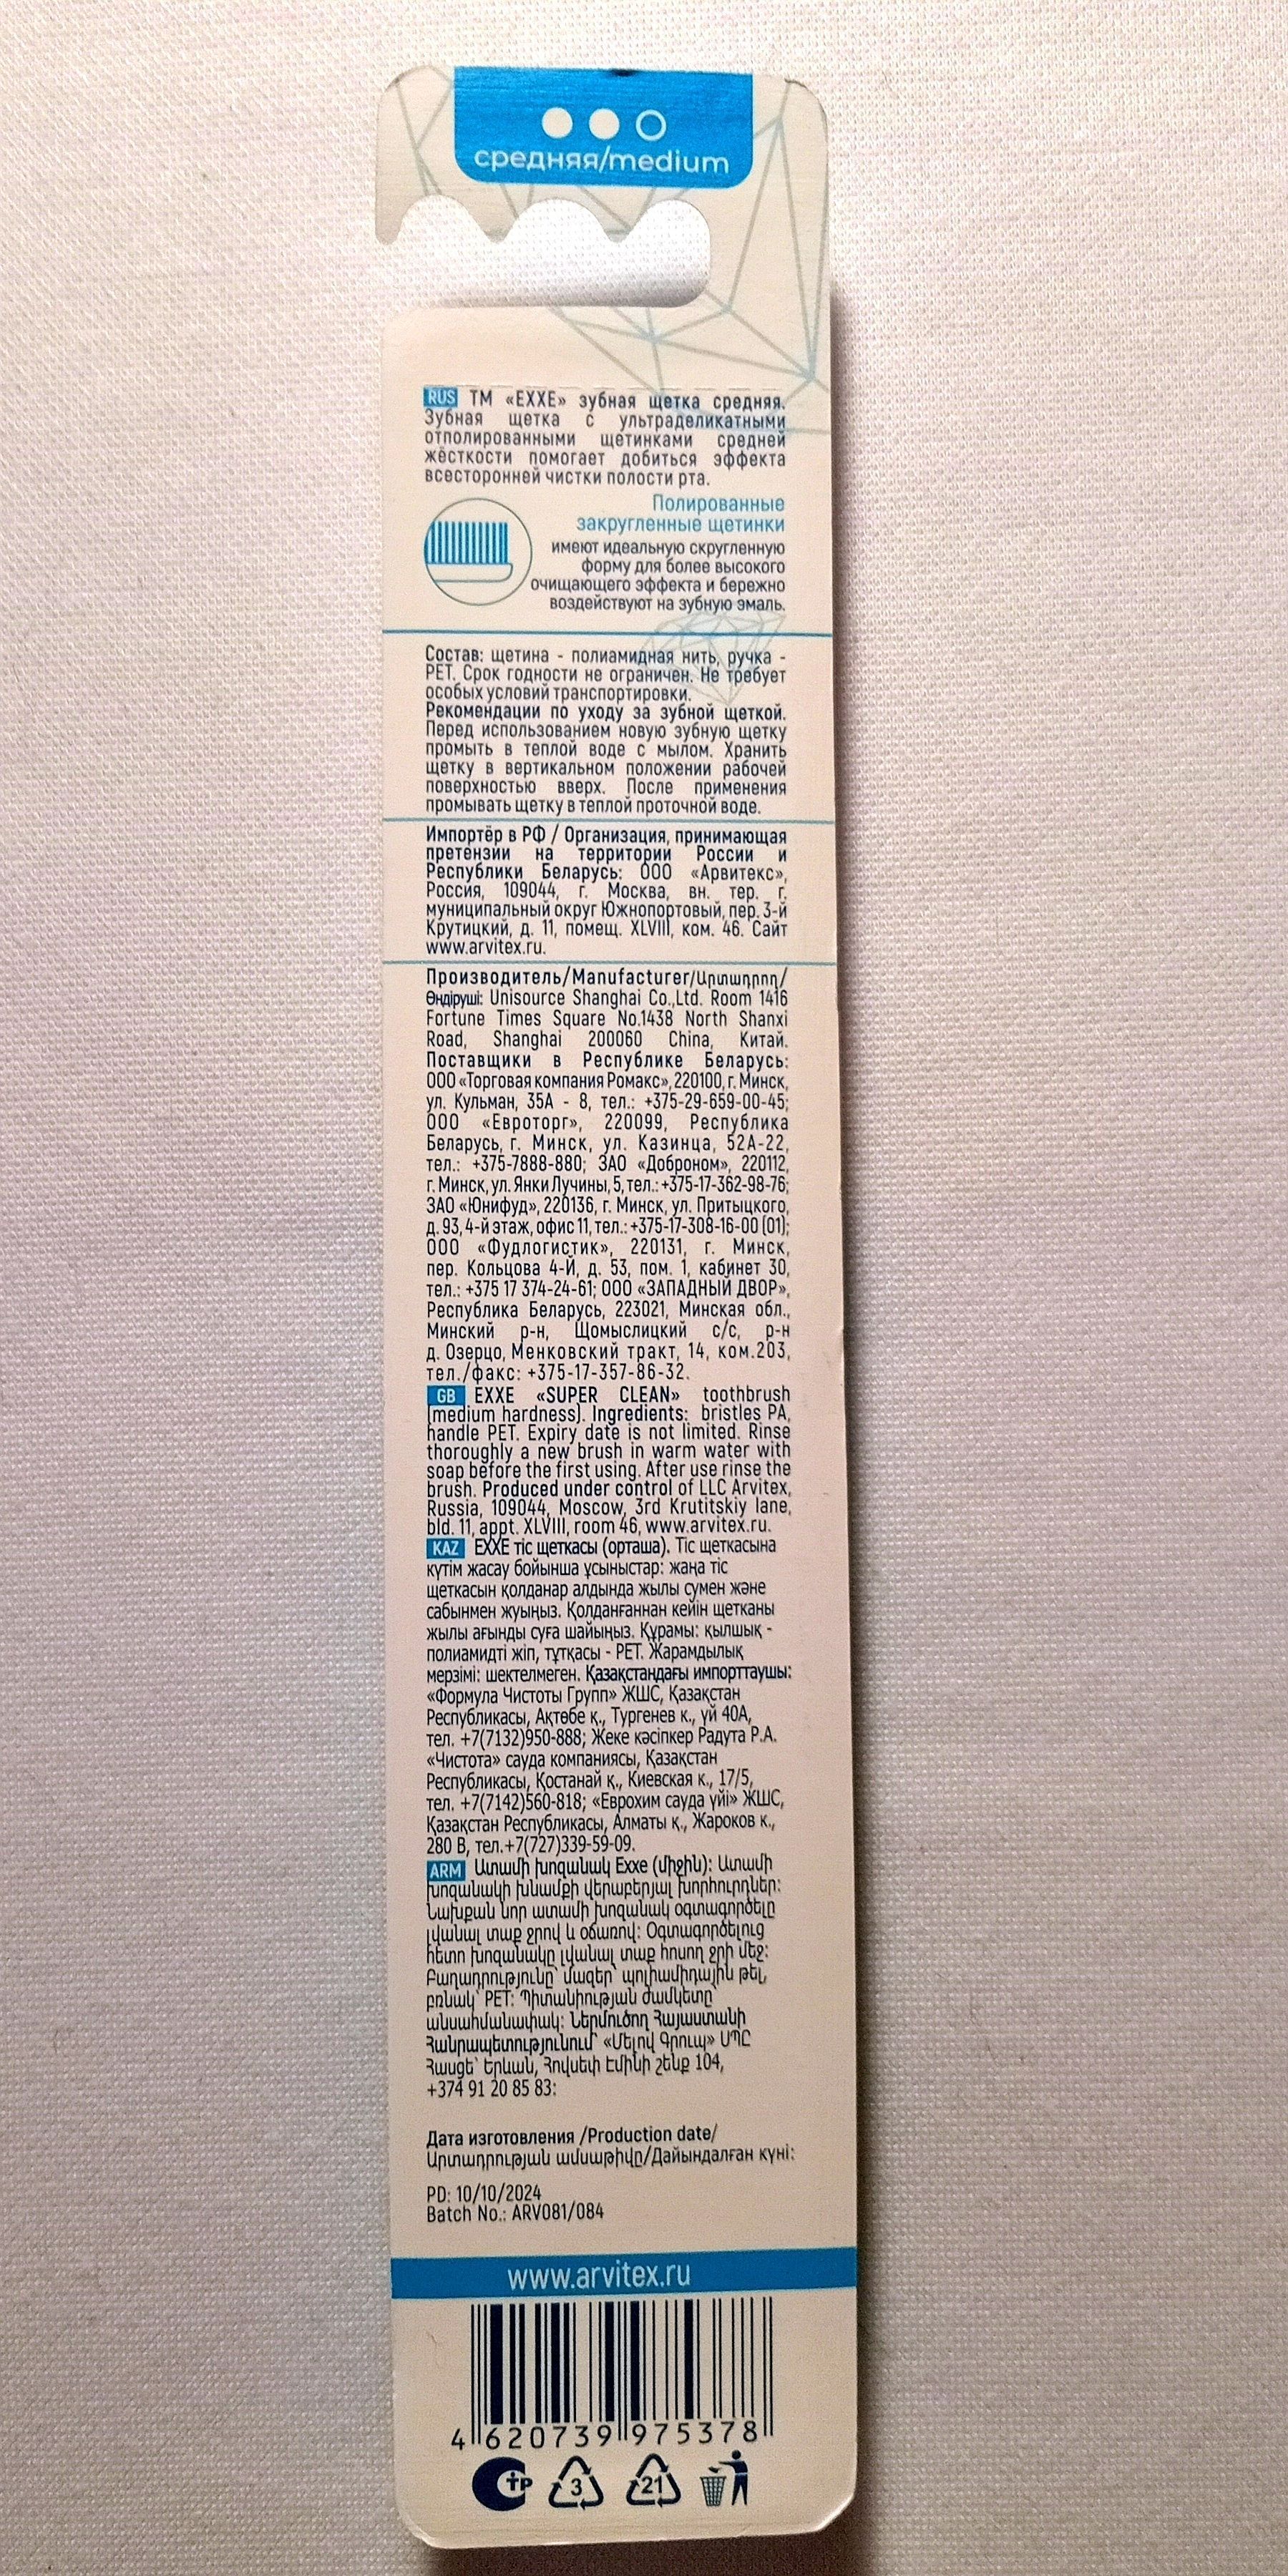 средняя/medium
RUS ТМ «EXXE» зубная щетка средняя.
Зубная щетка с ультраделикатными
отполированными щетинками средней
жёсткости помогает добиться эффекта
всесторонней чистки полости рта.
Полированные
закругленные щетинки
имеют идеальную скругленную
форму для более высокого
очищающего эффекта и бережно
воздействуют на зубную эмаль.
Состав: щетина - полиамидная нить, ручка -
PET. Срок годности не ограничен. Не требует
особых условий транспортировки.
Рекомендации по уходу за зубной щеткой.
Перед использованием новую зубную щетку
промыть в теплой воде с мылом. Хранить
щетку в вертикальном положении рабочей
поверхностью вверх. После применения
промывать щетку в теплой проточной воде.
Импортёр в РФ / Организация, принимающая
претензии на территории России и
Республики Беларусь: ООО «Арвитекс»,
Россия, 109044, г. Москва, вн. тер. г.
муниципальный округ Южнопортовый, пер. 3-й
Крутицкий, д. 11, помещ. XLVIII, ком. 46. Сайт
www.arvitex.ru.
Производитель/Manufacturer/Արտադրող/
Өндіруші: Unisource Shanghai Co.,Ltd. Room 1416
Fortune Times Square No.1438 North Shanxi
Road, Shanghai 200060 China, Китай.
Поставщики в Республике Беларусь:
ООО «Торговая компания Ромакс», 220100, г. Минск,
ул. Кульман, 35А - 8, тел.: +375-29-659-00-45;
ООО «Евроторг», 220099, Республика
Беларусь, г. Минск, ул. Казинца, 52А-22,
тел.: +375-7888-880; ЗАО «Доброном», 220112,
г. Минск, ул. Янки Лучины, 5, тел.: +375-17-362-98-76;
ЗАО «Юнифуд», 220136, г. Минск, ул. Притыцкого,
д. 93, 4-й этаж, офис 11, тел.: +375-17-308-16-00 (01);
ООО «Фудлогистик», 220131, г. Минск,
пер. Кольцова 4-Й, д. 53, пом. 1, кабинет 30,
тел.: +375 17 374-24-61; ООО «ЗАПАДНЫЙ ДВОР»,
Республика Беларусь, 223021, Минская обл.,
Минский р-н, Щомыслицкий с/с, р-н
д. Озерцо, Менковский тракт, 14, ком.203,
тел./факс: +375-17-357-86-32.
GB EXXE «SUPER CLEAN» toothbrush
(medium hardness). Ingredients: bristles PA,
handle PET. Expiry date is not limited. Rinse
thoroughly a new brush in warm water with
soap before the first using. After use rinse the
brush. Produced under control of LLC Arvitex,
Russia, 109044, Moscow, 3rd Krutitskiy lane,
bld. 11, appt. XLVIII, room 46, www.arvitex.ru.
KAZ EXXE тіс щеткасы (орташа). Тіс щеткасына
күтім жасау бойынша ұсыныстар: жаңа тіс
щеткасын қолданар алдында жылы сумен және
сабынмен жуыңыз. Қолданғаннан кейін щетканы
жылы ағынды суға шайыңыз. Құрамы: қылшық -
полиамидті жіп, тұтқасы - PET. Жарамдылық
мерзімі: шектелмеген. Қазақстандағы импорттаушы:
«Формула Чистоты Групп» ЖШС, Қазақстан
Республикасы, Ақтөбе қ., Тургенев к., үй 40А,
тел. +7(7132)950-888; Жеке кәсіпкер Радута Р.А.
«Чистота» сауда компаниясы, Қазақстан
Республикасы, Қостанай қ., Киевская к., 17/5,
тел. +7(7142)560-818; «Еврохим сауда үйі» ЖШС,
Қазақстан Республикасы, Алматы қ., Жароков к.,
280 В, тел.+7(727)339-59-09.
ARM Ատամի խոզանակ Exxe (միջին): Ատամի
խոզանակի խնամքի վերաբերյալ խորհուրդներ:
Նախքան նոր ատամի խոզանակ օգտագործելը
լվանալ տաք ջրով և օճառով: Օգտագործելուց
հետո խոզանակը լվանալ տաք հոսող ջրի մեջ:
Բաղադրությունը՝ մազեր՝ պոլիամիդային թել,
բռնակ՝ PET: Պիտանիության ժամկետը՝
անսահմանափակ: Ներմուծող Հայաստանի
Հանրապետությունում՝ «Մելով Գրուպ» ՍՊԸ
Հասցե՝ Երևան, Հովսեփ Էմինի շենք 104,
+374 91 20 85 83:
Дата изготовления /Production date/
Արտադրության ամսաթիվը/Дайындалған күні:
PD: 10/10/2024
Batch No.: ARV081/084
www.arvitex.ru
4 620739 975378
СТР 3 21